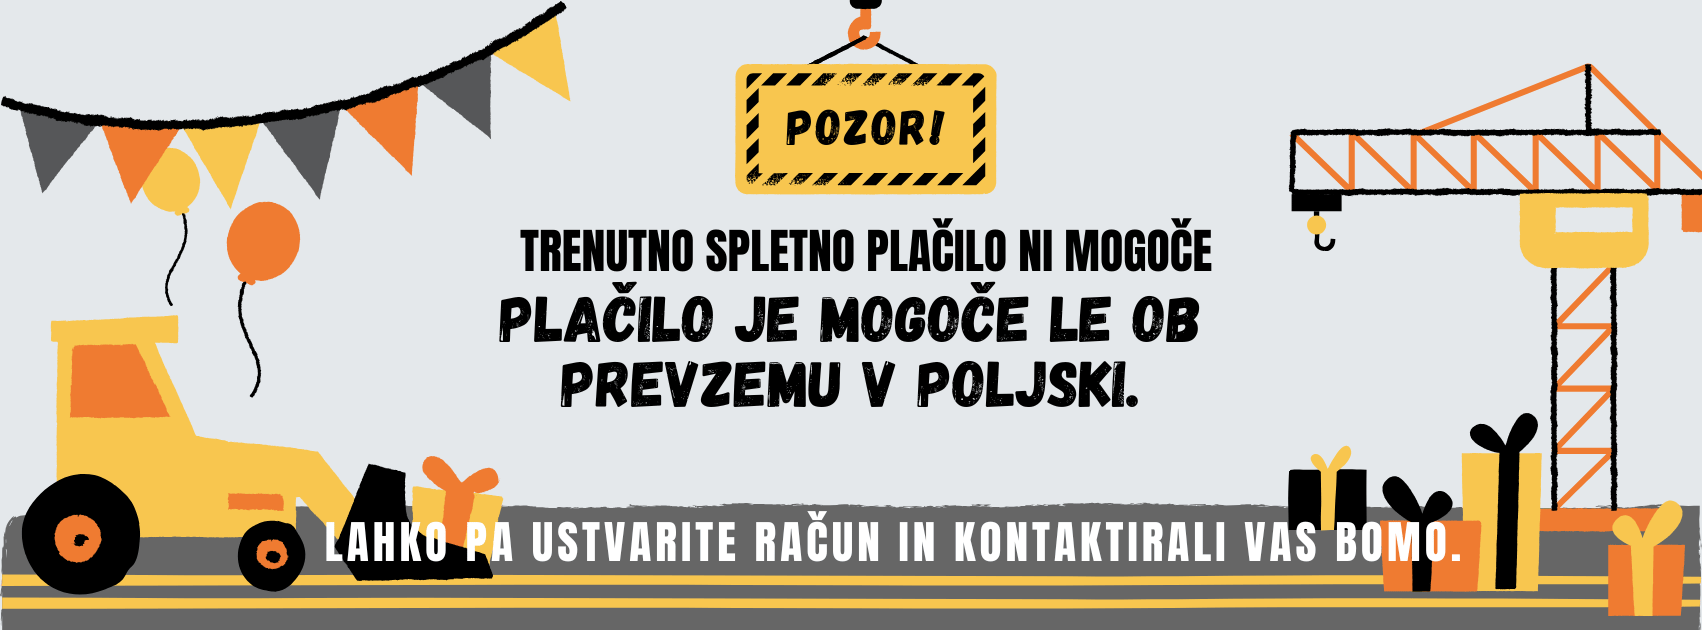 POZOR!
TRENUTNO SPLETNO PLAČILO NI MOGOČE
PLAČILO JE MOGOČE LE OB
PREVZEMU V POLJSKI.
LAHKO PA USTVARITE RAČUN IN KONTAKTIRALI VAS BOMO.